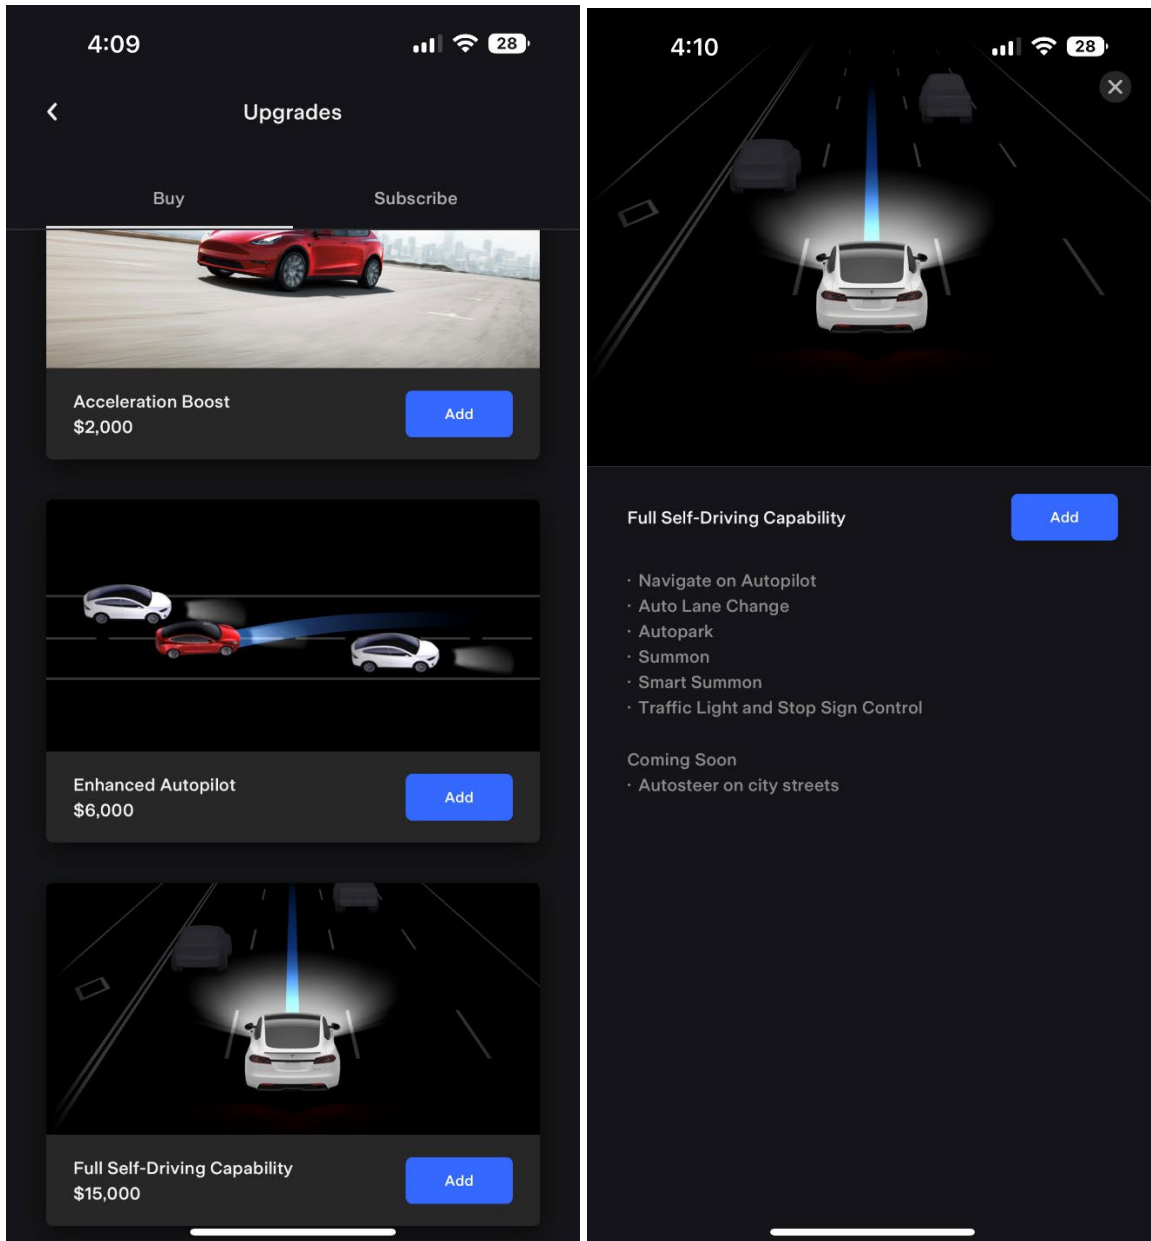 4:09
28
Upgrades
Buy
Subscribe
Acceleration Boost
$2,000
Add
Enhanced Autopilot
$6,000
Add
Full Self-Driving Capability
$15,000
Add
4:10
28
Full Self-Driving Capability
Add
· Navigate on Autopilot
· Auto Lane Change
· Autopark
· Summon
· Smart Summon
· Traffic Light and Stop Sign Control
Coming Soon
· Autosteer on city streets